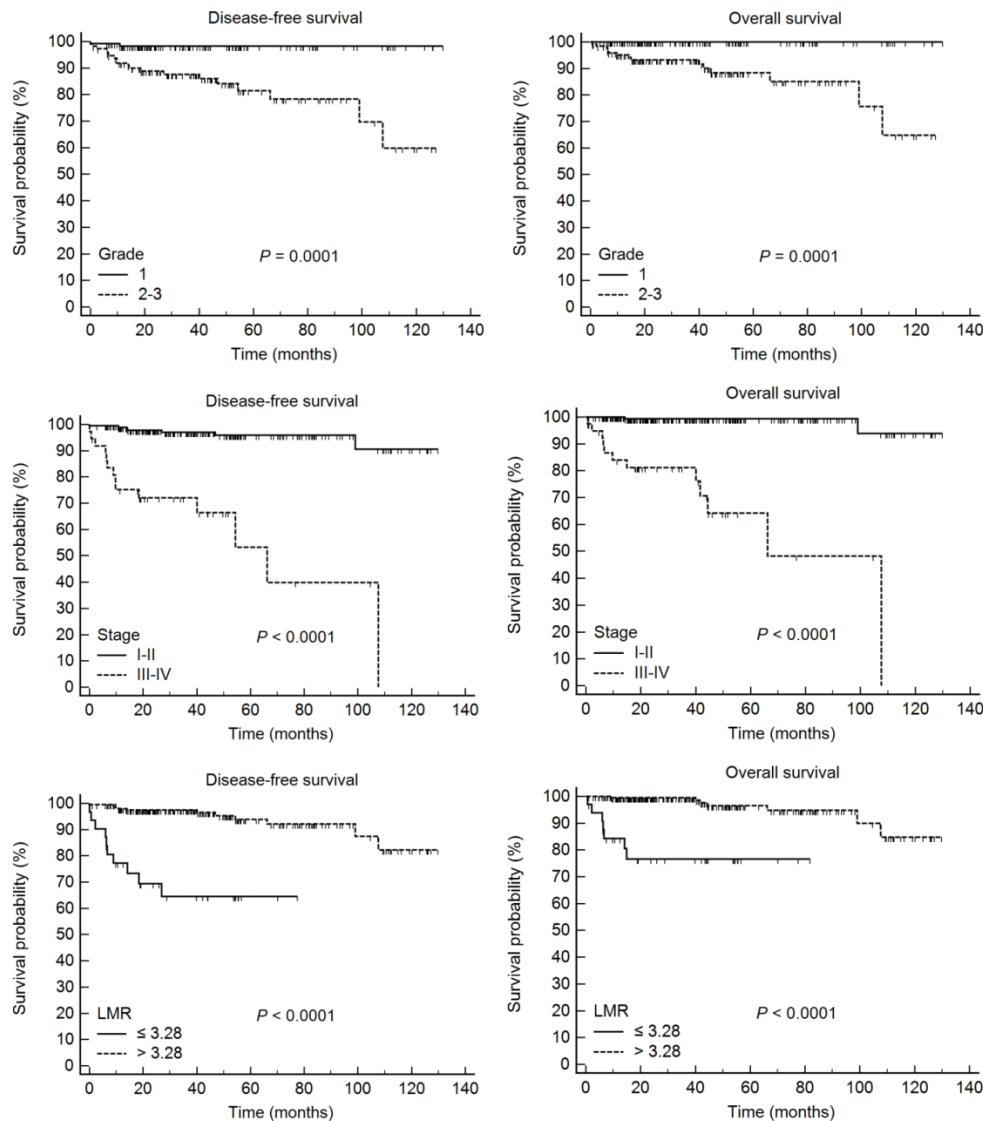 Disease-free survival
Survival probability (%)
100
90
80
70
60
50
40
30
20
10
0
Grade
1
2-3
P = 0.0001
0 20 40 60 80 100 120 140
Time (months)
Overall survival
Survival probability (%)
100
90
80
70
60
50
40
30
20
10
0
Grade
1
2-3
P = 0.0001
0 20 40 60 80 100 120 140
Time (months)
Disease-free survival
Survival probability (%)
100
90
80
70
60
50
40
30
20
10
0
Stage
I-II
III-IV
P < 0.0001
0 20 40 60 80 100 120 140
Time (months)
Overall survival
Survival probability (%)
100
90
80
70
60
50
40
30
20
10
0
Stage
I-II
III-IV
P < 0.0001
0 20 40 60 80 100 120 140
Time (months)
Disease-free survival
Survival probability (%)
100
90
80
70
60
50
40
30
20
10
0
LMR
≤ 3.28
> 3.28
P < 0.0001
0 20 40 60 80 100 120 140
Time (months)
Overall survival
Survival probability (%)
100
90
80
70
60
50
40
30
20
10
0
LMR
≤ 3.28
> 3.28
P < 0.0001
0 20 40 60 80 100 120 140
Time (months)